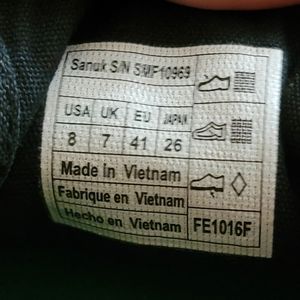 Sanuk S/N SMF10969
USA UK EU JAPAN
8 7 41 26
Made in Vietnam
Fabrique en Vietnam
Hecho en Vietnam FE1016F